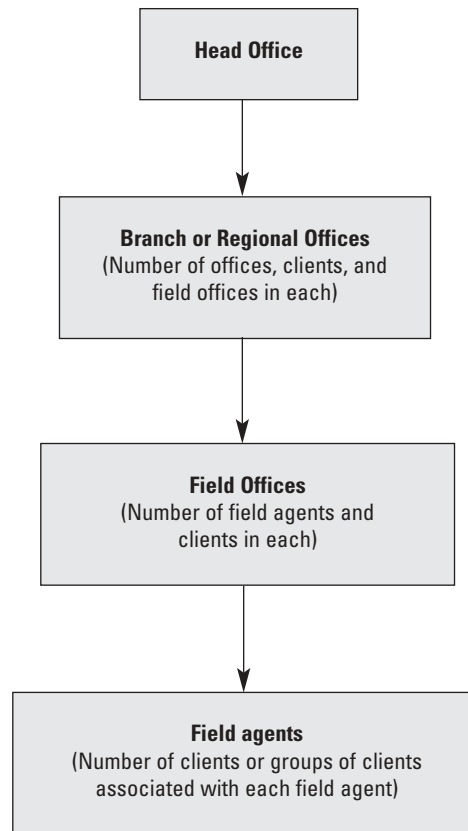 Head Office
Branch or Regional Offices
(Number of offices, clients, and
field offices in each)
Field Offices
(Number of field agents and
clients in each)
Field agents
(Number of clients or groups of clients
associated with each field agent)